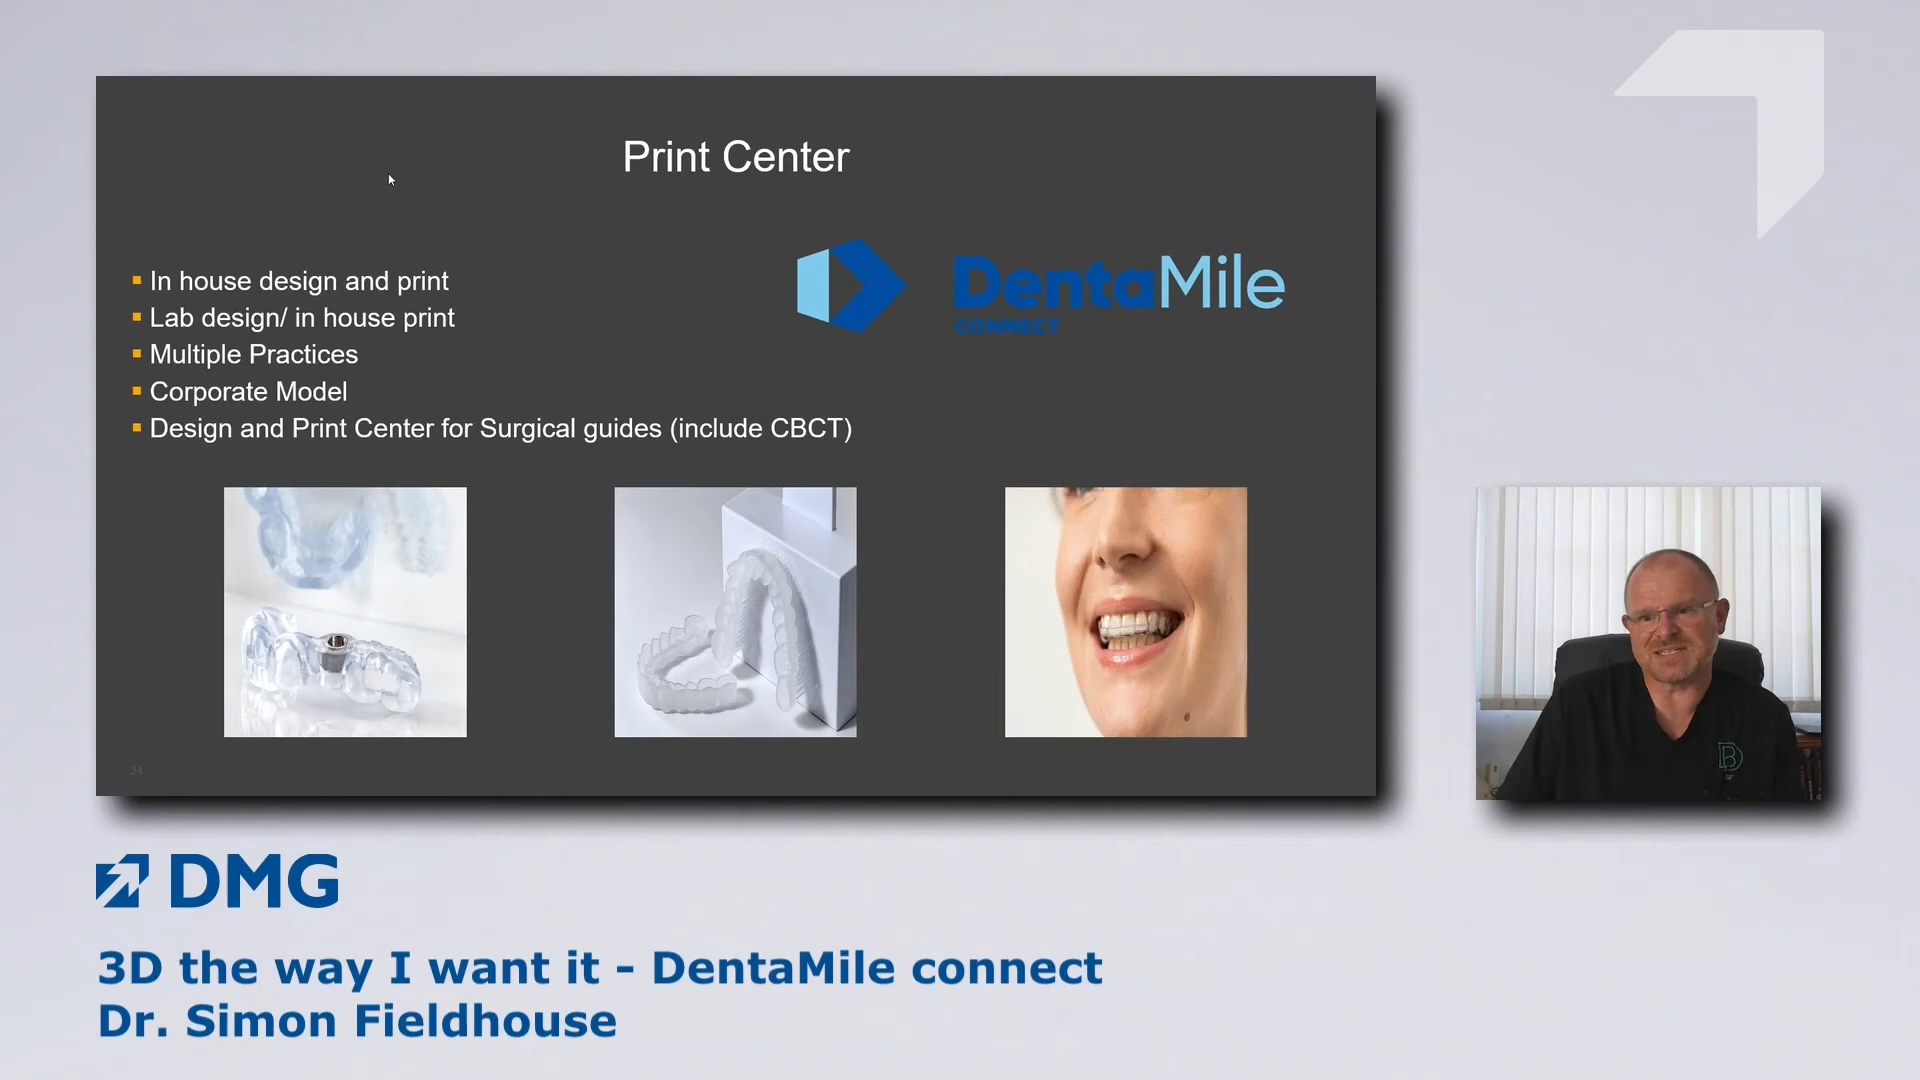 Print Center
In house design and print
Lab design/ in house print
Multiple Practices
Corporate Model
Design and Print Center for Surgical guides (include CBCT)
DentaMile
CONNECT
24
DMG
3D the way I want it - DentaMile connect
Dr. Simon Fieldhouse